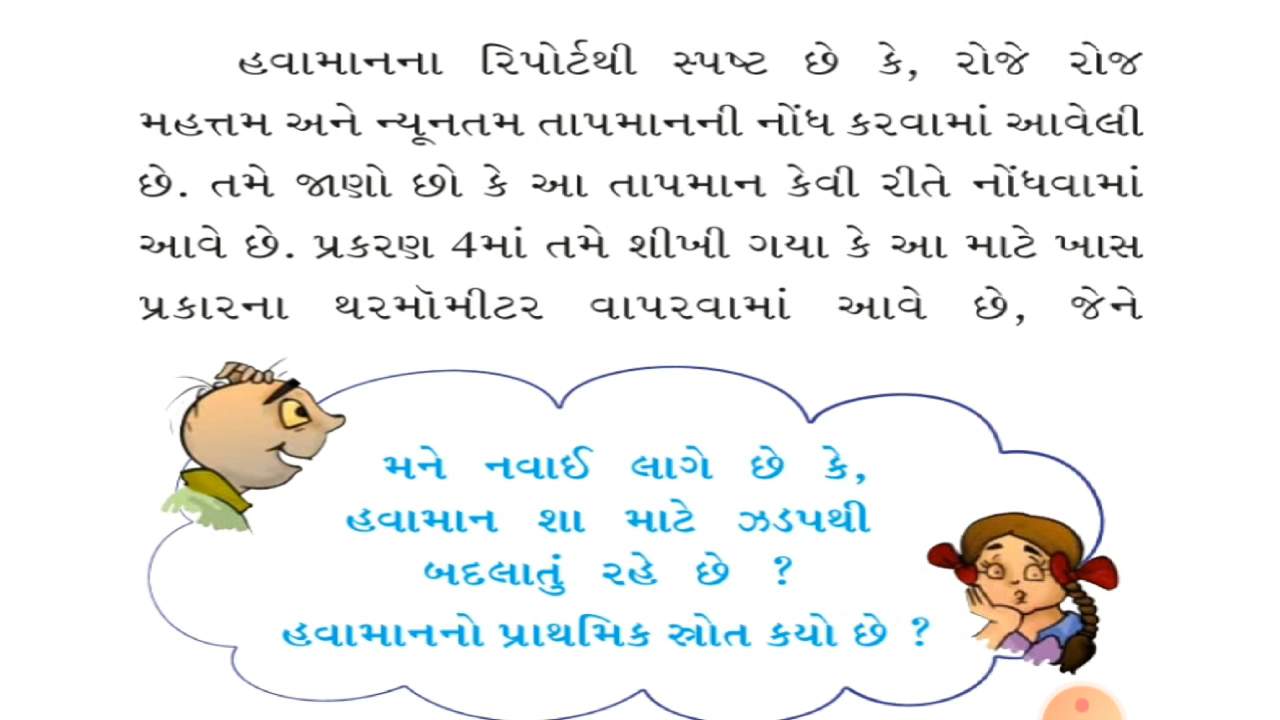 હવામાનના રિપોર્ટથી સ્પષ્ટ છે કે, રોજે રોજ
મહત્તમ અને ન્યૂનતમ તાપમાનની નોંધ કરવામાં આવેલી
છે. તમે જાણો છો કે આ તાપમાન કેવી રીતે નોંધવામાં
આવે છે. પ્રકરણ 4માં તમે શીખી ગયા કે આ માટે ખાસ
પ્રકારના થરમૉમીટર વાપરવામાં આવે છે, જેને
મને નવાઈ લાગે છે કે,
હવામાન શા માટે ઝડપથી
બદલાતું રહે છે ?
હવામાનનો પ્રાથમિક સ્રોત કયો છે ?